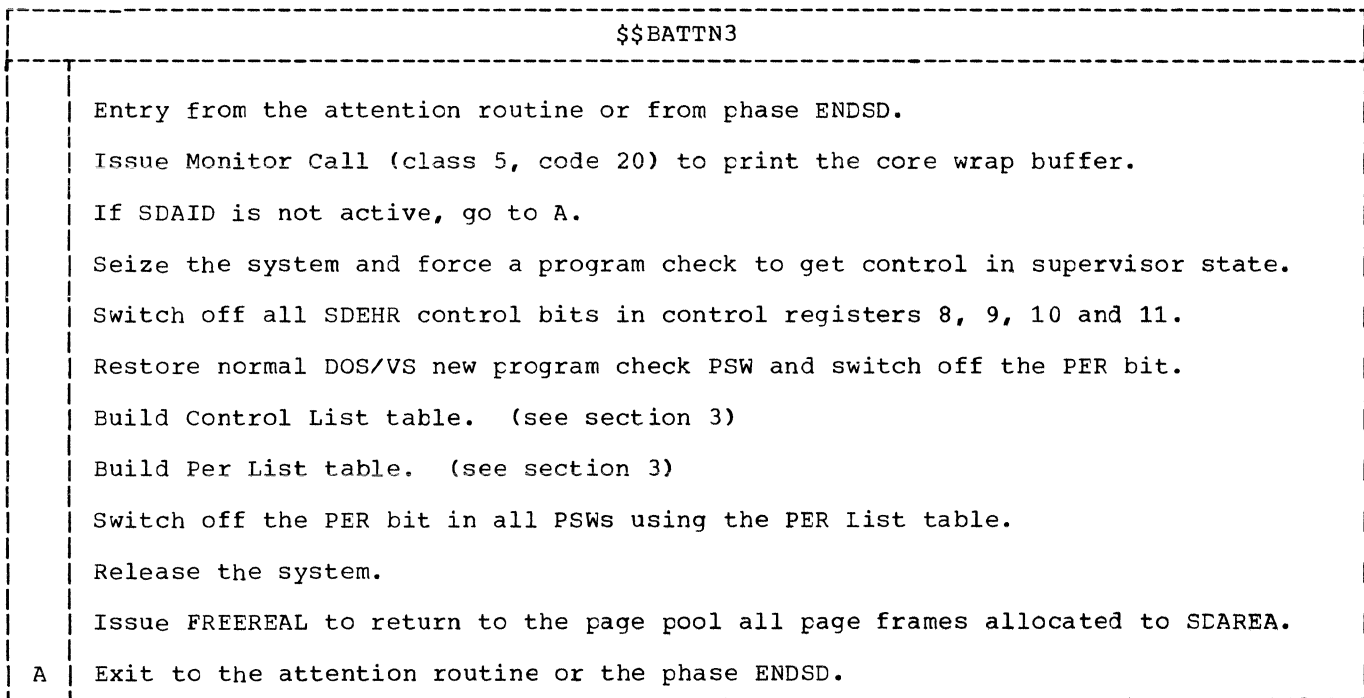 $$BATTN3
Entry from the attention routine or from phase ENDSD.
Issue Monitor Call (class 5, code 20) to print the core wrap buffer.
If SDAID is not active, go to A.
Seize the system and force a program check to get control in supervisor state.
Switch off all SDEHR control bits in control registers 8, 9, 10 and 11.
Restore normal DOS/VS new program check PSW and switch off the PER bit.
Build Control List table. (see section 3)
Build Per List table. (see section 3)
Switch off the PER bit in all PSWs using the PER List table.
Release the system.
Issue FREEREAL to return to the page pool all page frames allocated to SDAREA.
A Exit to the attention routine or the phase ENDSD.